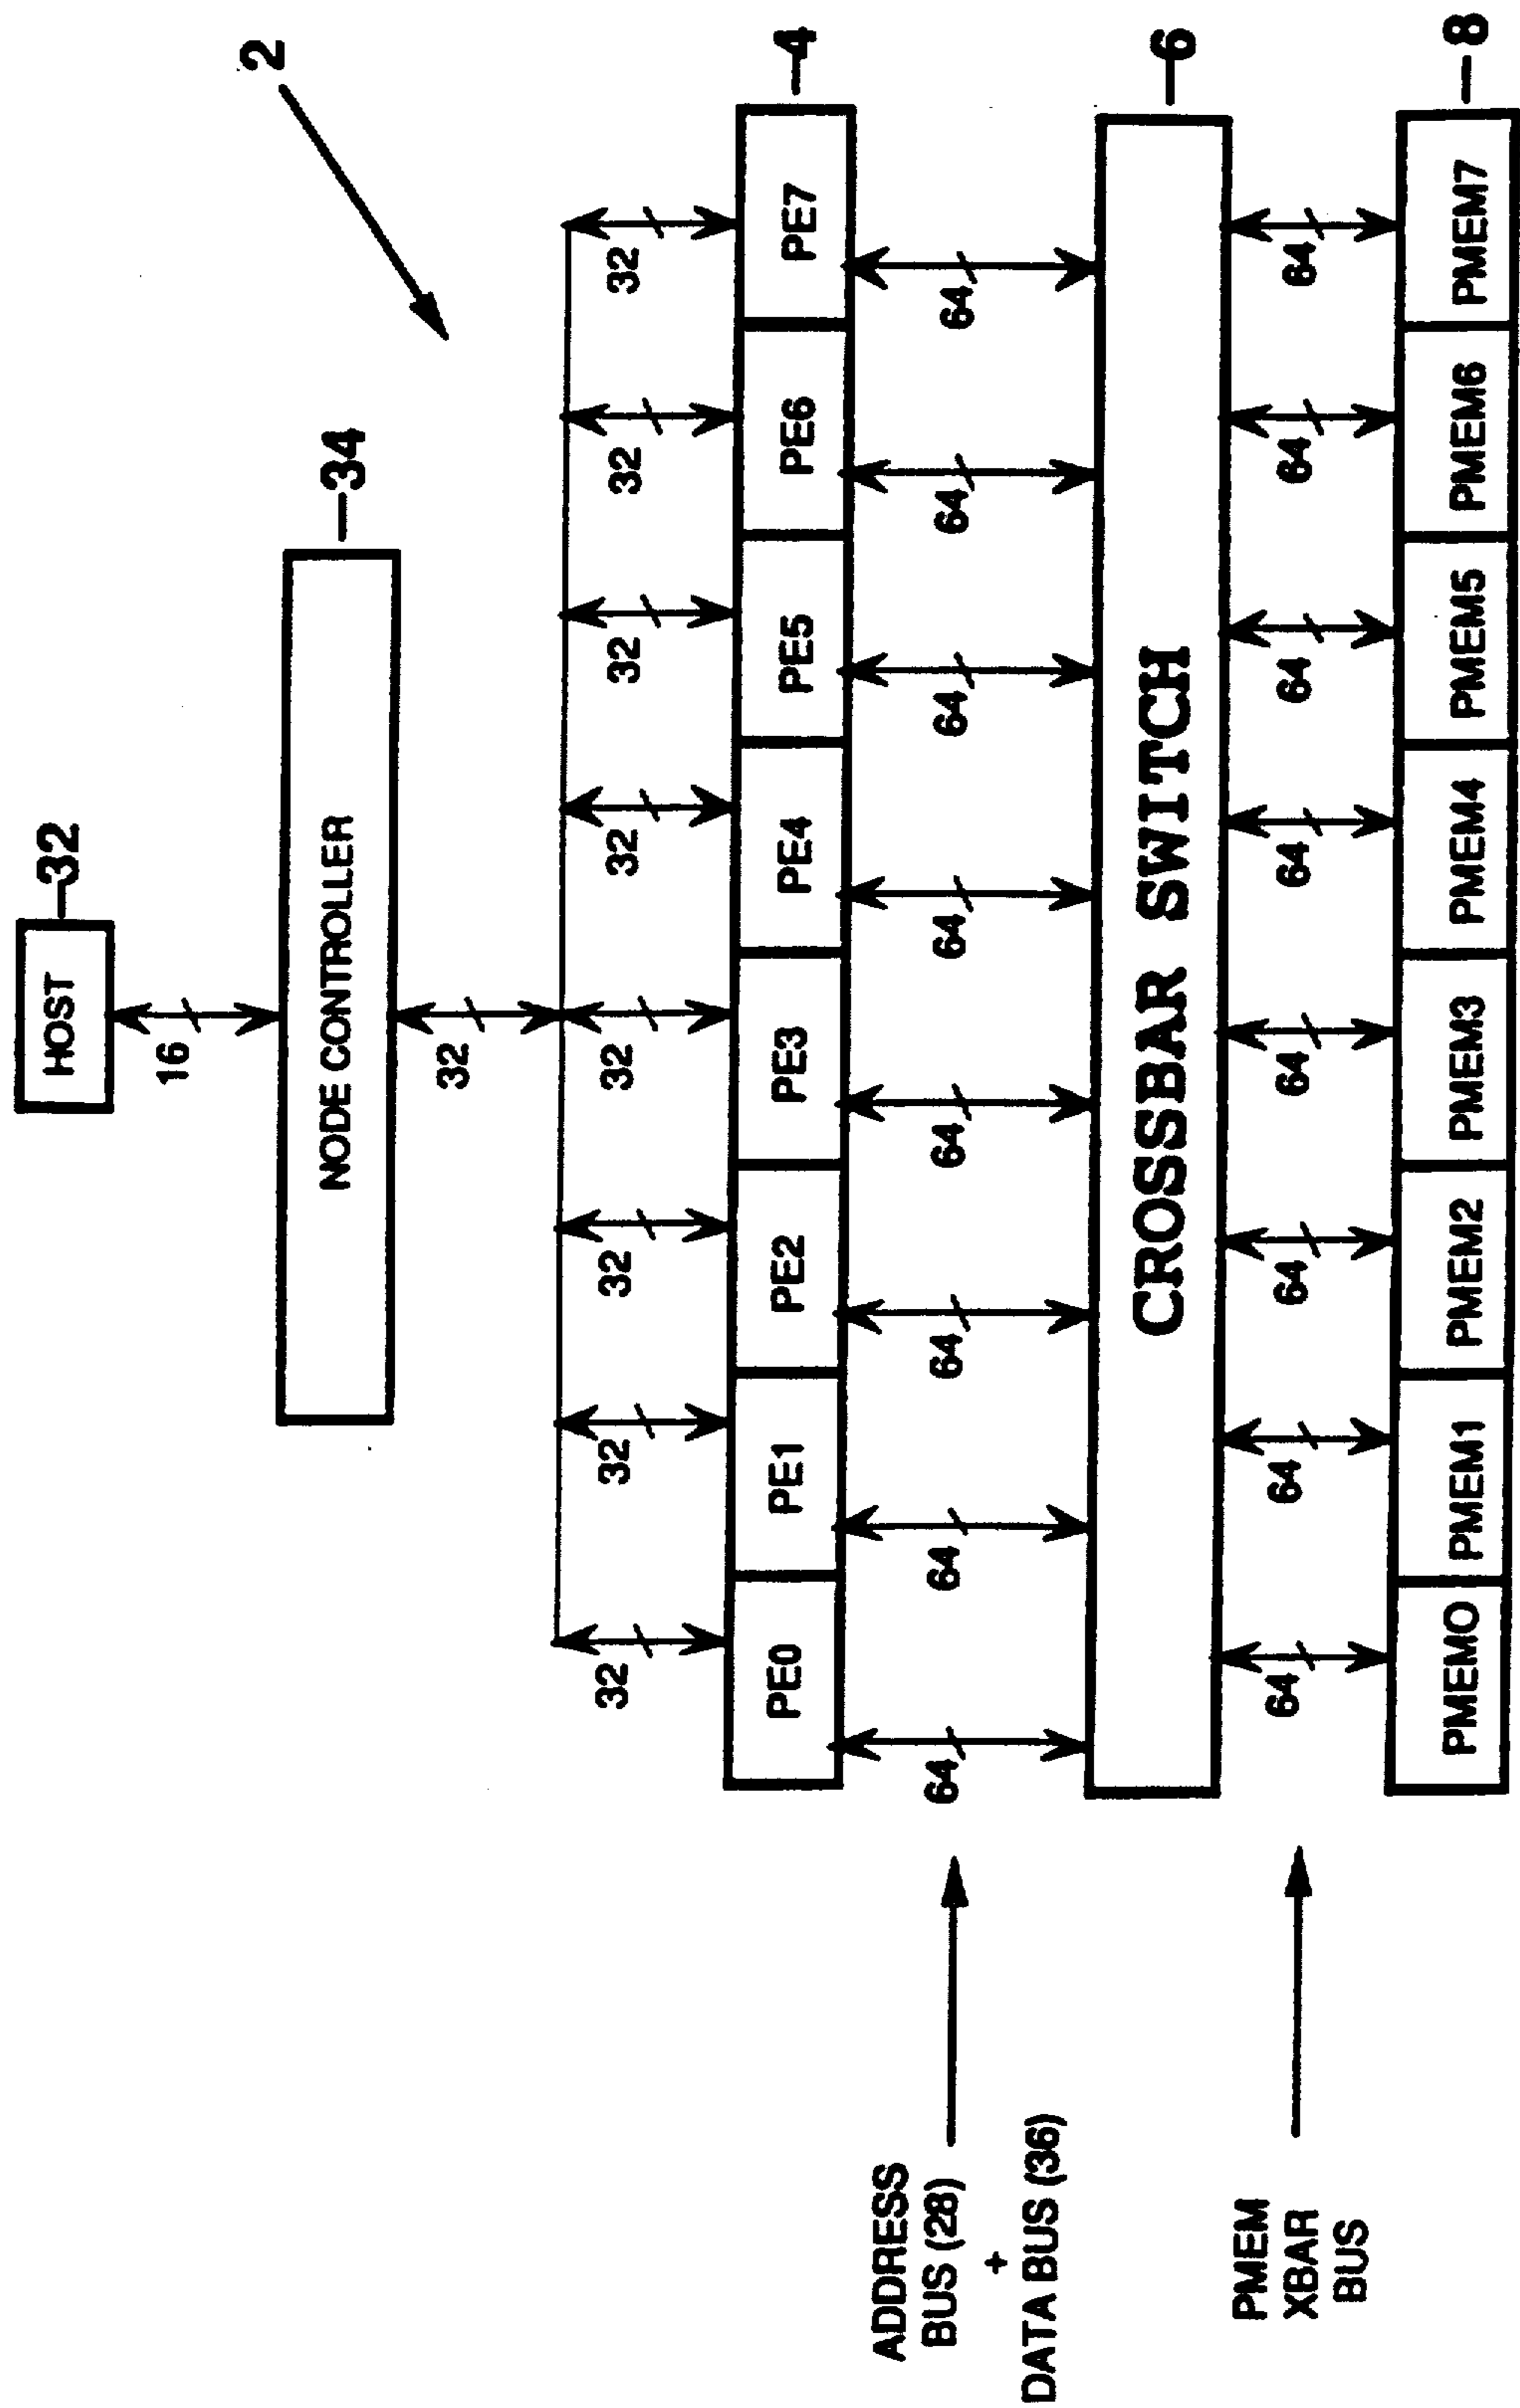 2
HOST
32
16
NODE CONTROLLER
34
32
32 32 32 32 32 32 32 32
PE0 PE1 PE2 PE3 PE4 PE5 PE6 PE7
4
ADDRESS
BUS (28)
+
DATA BUS (36)
64 64 64 64 64 64 64 64
CROSSBAR SWITCH
6
PMEM
XBAR
BUS
64 64 64 64 64 64 64 64
PMEM0 PMEM1 PMEM2 PMEM3 PMEM4 PMEM5 PMEM6 PMEM7
8